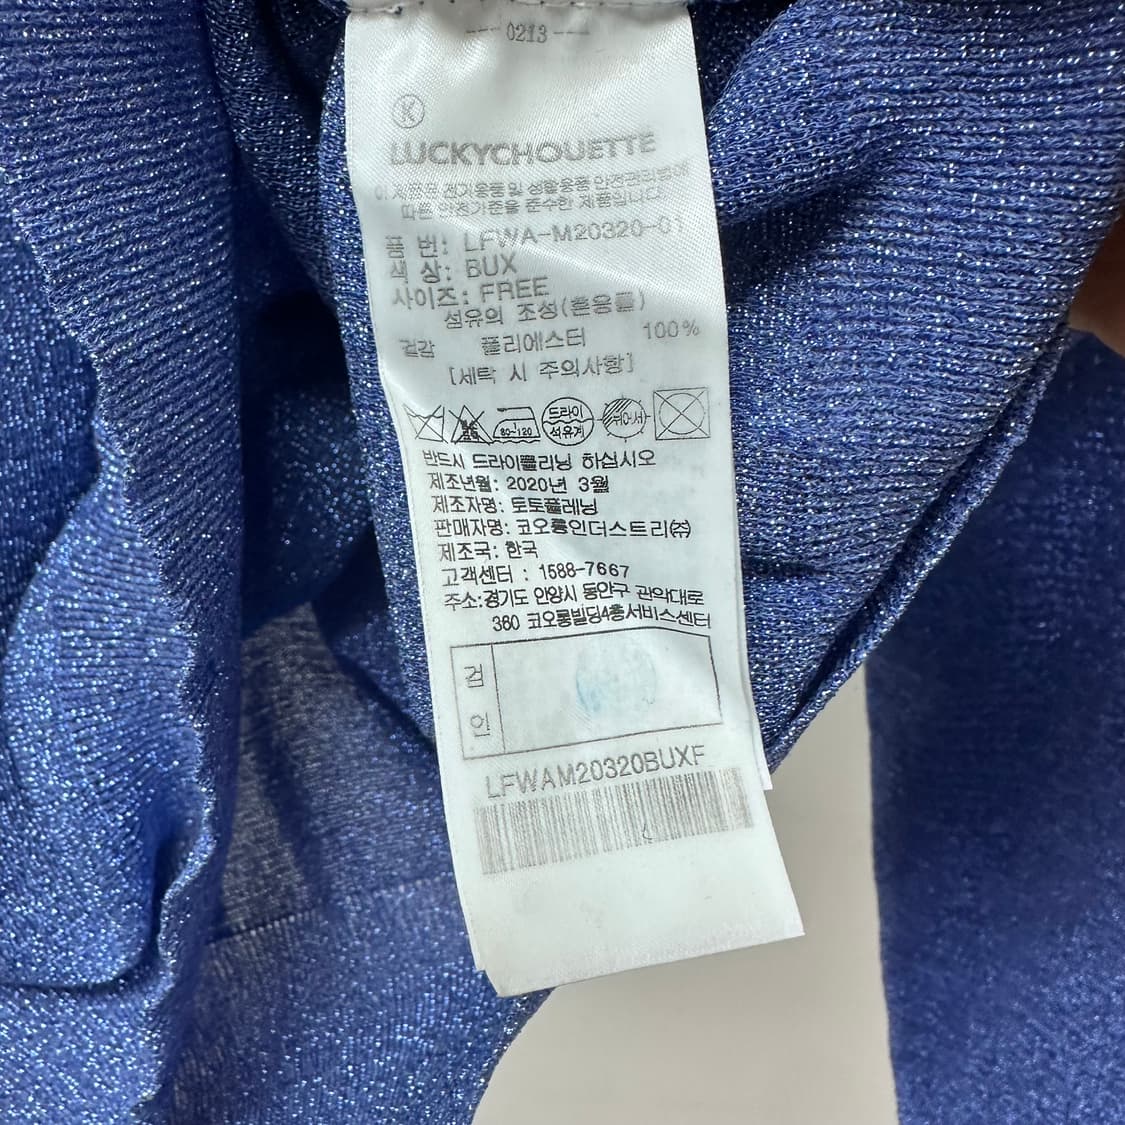 --- 0213 ---
K
LUCKYCHOUETTE
이 제품은 전기용품 및 생활용품 안전관리법에
따른 안전기준을 준수한 제품입니다.
품 번: LFWA-M20320-01
색 상: BUX
사이즈: FREE
섬유의 조성(혼용률)
겉감 폴리에스터 100%
[세탁 시 주의사항]
80~120 드라이 석유계 뉘어서
반드시 드라이클리닝 하십시오
제조년월: 2020년 3월
제조자명: 토토플래닝
판매자명: 코오롱인더스트리㈜
제조국: 한국
고객센터 : 1588-7667
주소:경기도 안양시 동안구 관악대로
360 코오롱빌딩4층서비스센터
검인
LFWAM20320BUXF